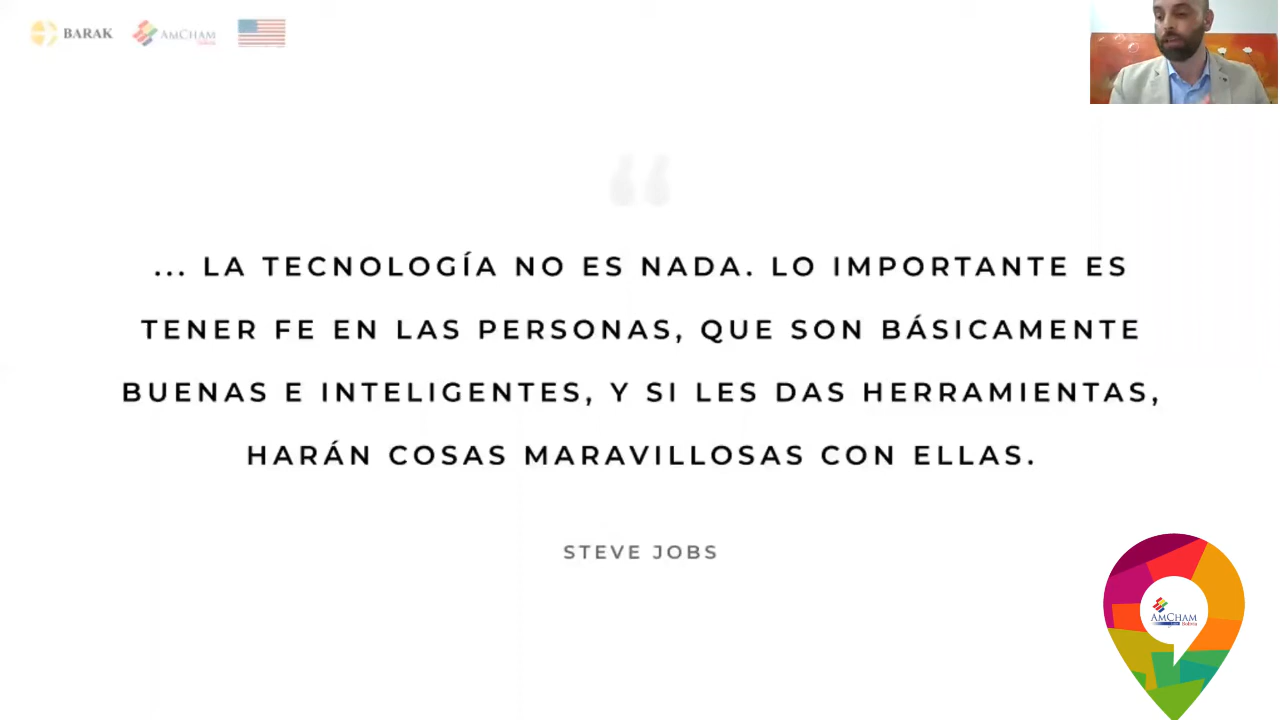 BARAK
AMCHAM
“
... LA TECNOLOGÍA NO ES NADA. LO IMPORTANTE ES
TENER FE EN LAS PERSONAS, QUE SON BÁSICAMENTE
BUENAS E INTELIGENTES, Y SI LES DAS HERRAMIENTAS,
HARÁN COSAS MARAVILLOSAS CON ELLAS.
STEVE JOBS
AMCHAM
Bolivia